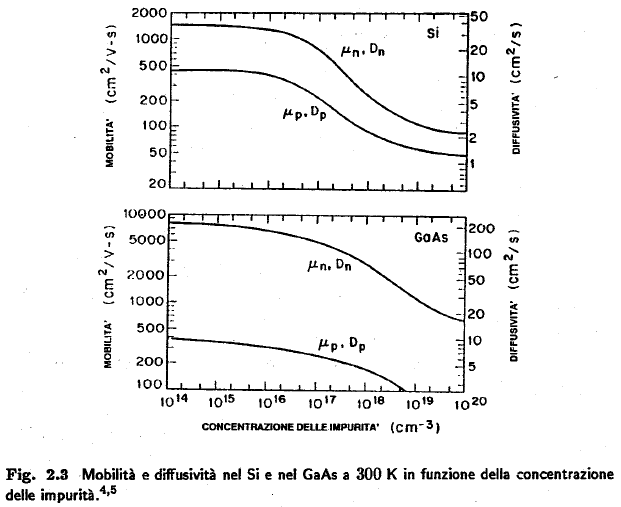 2000
1000
500
200
100
50
20
MOBILITA' (cm²/V-s)
μn, Dn
μp, Dp
Si
50
20
10
5
2
1
DIFFUSIVITA' (cm²/s)
10000
5000
2000
1000
500
200
100
MOBILITA' (cm²/V-s)
GaAs
μn, Dn
μp, Dp
200
100
50
20
10
5
DIFFUSIVITA' (cm²/s)
10¹⁴ 10¹⁵ 10¹⁶ 10¹⁷ 10¹⁸ 10¹⁹ 10²⁰
CONCENTRAZIONE DELLE IMPURITA' (cm⁻³)
Fig. 2.3 Mobilità e diffusività nel Si e nel GaAs a 300 K in funzione della concentrazione
delle impurità.⁴,⁵